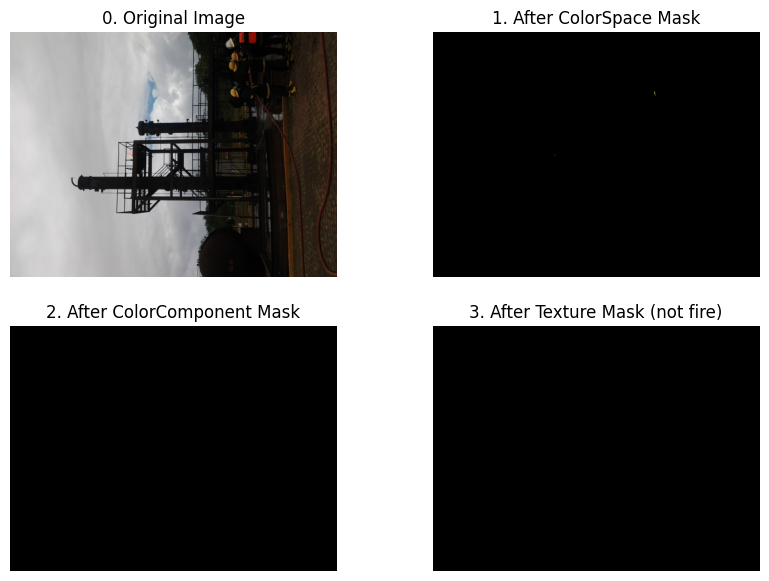 0. Original Image
1. After ColorSpace Mask
2. After ColorComponent Mask
3. After Texture Mask (not fire)